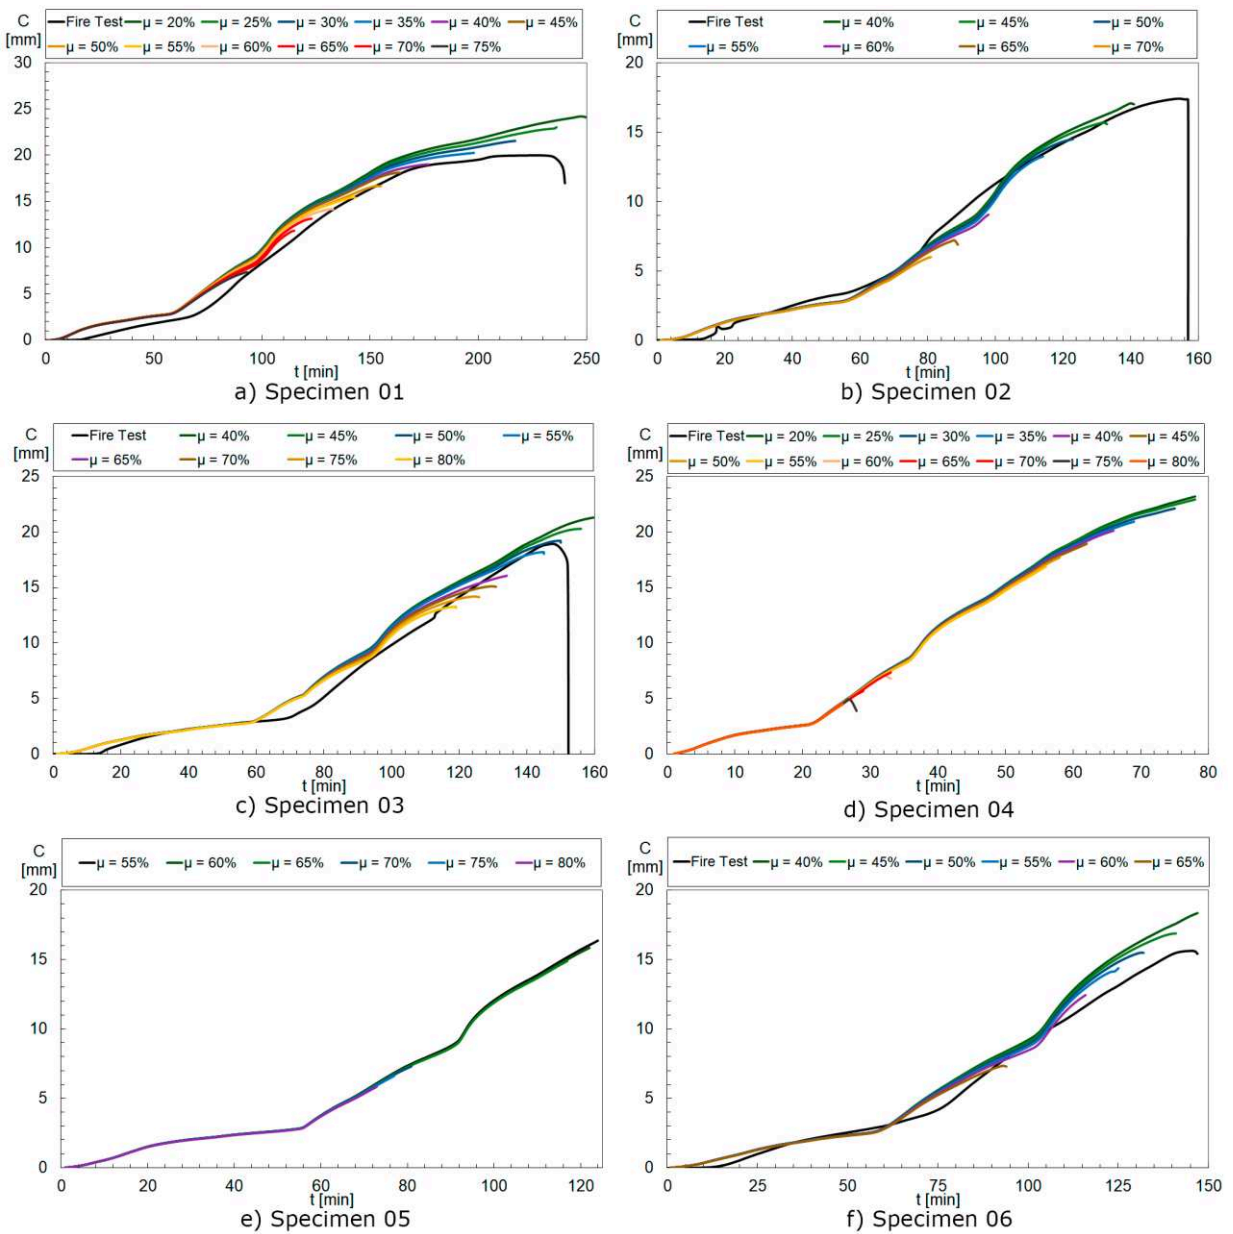 C
[mm]
Fire Test μ = 20% μ = 25% μ = 30% μ = 35% μ = 40% μ = 45%
μ = 50% μ = 55% μ = 60% μ = 65% μ = 70% μ = 75%
30
25
20
15
10
5
0
0 50 100 150 200 250
t [min]
a) Specimen 01
C
[mm]
Fire Test μ = 40% μ = 45% μ = 50%
μ = 55% μ = 60% μ = 65% μ = 70%
20
15
10
5
0
0 20 40 60 80 100 120 140 160
t [min]
b) Specimen 02
C
[mm]
Fire Test μ = 40% μ = 45% μ = 50% μ = 55%
μ = 65% μ = 70% μ = 75% μ = 80%
25
20
15
10
5
0
0 20 40 60 80 100 120 140 160
t [min]
c) Specimen 03
C
[mm]
Fire Test μ = 20% μ = 25% μ = 30% μ = 35% μ = 40% μ = 45%
μ = 50% μ = 55% μ = 60% μ = 65% μ = 70% μ = 75% μ = 80%
25
20
15
10
5
0
0 10 20 30 40 50 60 70 80
t [min]
d) Specimen 04
C
[mm]
μ = 55% μ = 60% μ = 65% μ = 70% μ = 75% μ = 80%
20
15
10
5
0
0 20 40 60 80 100 120
t [min]
e) Specimen 05
C
[mm]
Fire Test μ = 40% μ = 45% μ = 50% μ = 55% μ = 60% μ = 65%
20
15
10
5
0
0 50 100 150
t [min]
f) Specimen 06